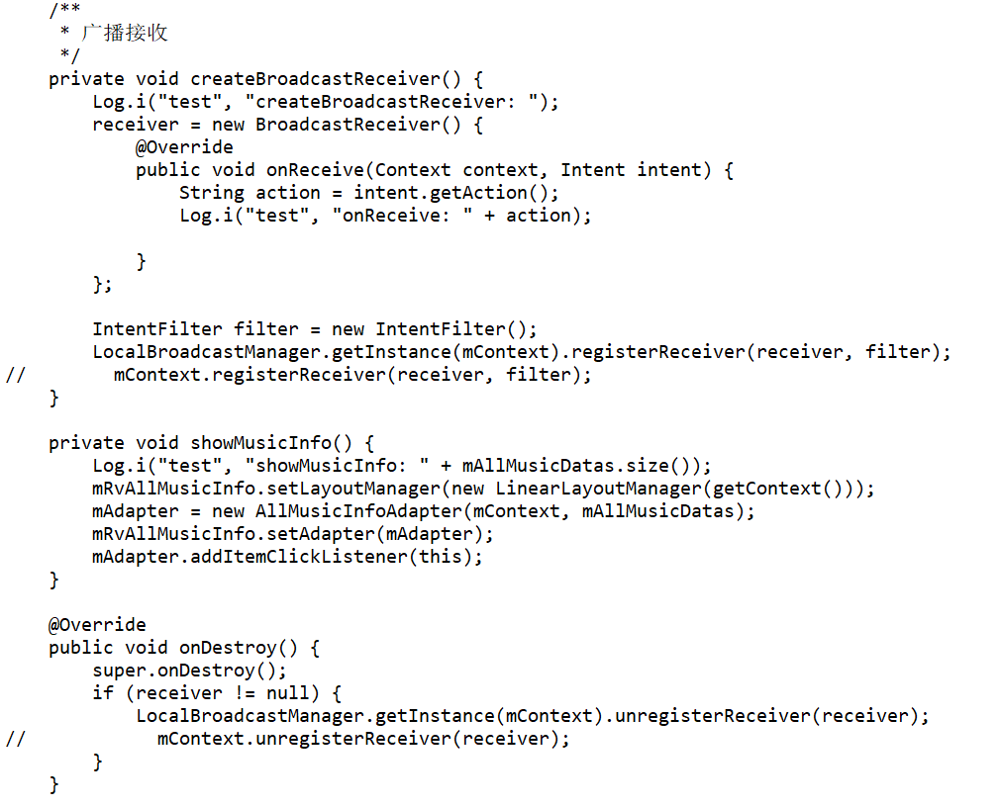 /**
     * 广播接收
     */
    private void createBroadcastReceiver() {
        Log.i("test", "createBroadcastReceiver: ");
        receiver = new BroadcastReceiver() {
            @Override
            public void onReceive(Context context, Intent intent) {
                String action = intent.getAction();
                Log.i("test", "onReceive: " + action);

            }
        };

        IntentFilter filter = new IntentFilter();
        LocalBroadcastManager.getInstance(mContext).registerReceiver(receiver, filter);
//        mContext.registerReceiver(receiver, filter);
    }

    private void showMusicInfo() {
        Log.i("test", "showMusicInfo: " + mAllMusicDatas.size());
        mRvAllMusicInfo.setLayoutManager(new LinearLayoutManager(getContext()));
        mAdapter = new AllMusicInfoAdapter(mContext, mAllMusicDatas);
        mRvAllMusicInfo.setAdapter(mAdapter);
        mAdapter.addItemClickListener(this);
    }

    @Override
    public void onDestroy() {
        super.onDestroy();
        if (receiver != null) {
            LocalBroadcastManager.getInstance(mContext).unregisterReceiver(receiver);
//            mContext.unregisterReceiver(receiver);
        }
    }